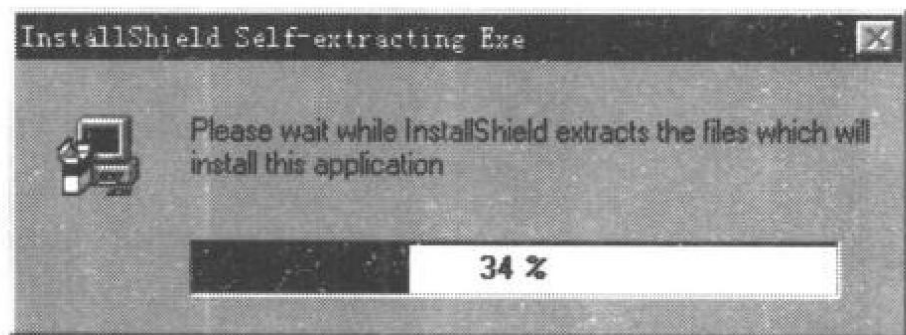 InstallShield Self-extracting Exe
Please wait while InstallShield extracts the files which will
install this application
34 %